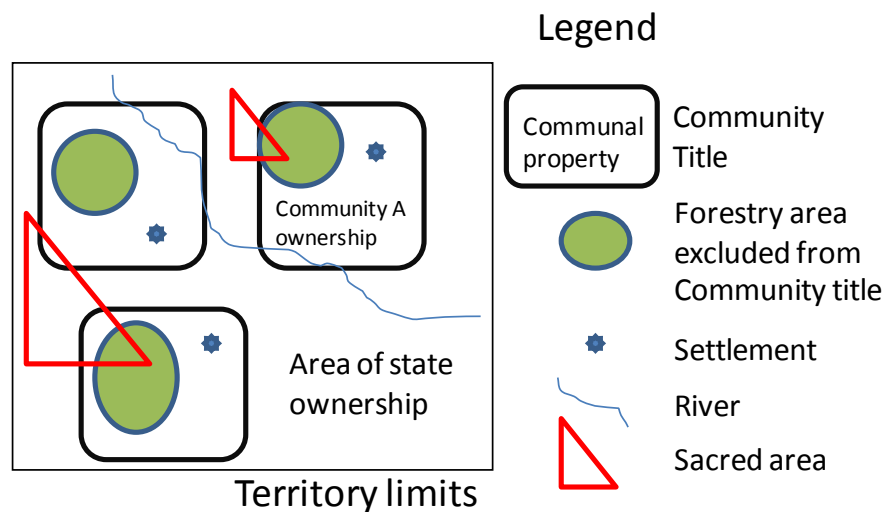 Legend
Communal
property
Community
Title
Community A
ownership
Forestry area
excluded from
Community title
Settlement
Area of state
ownership
River
Sacred area
Territory limits